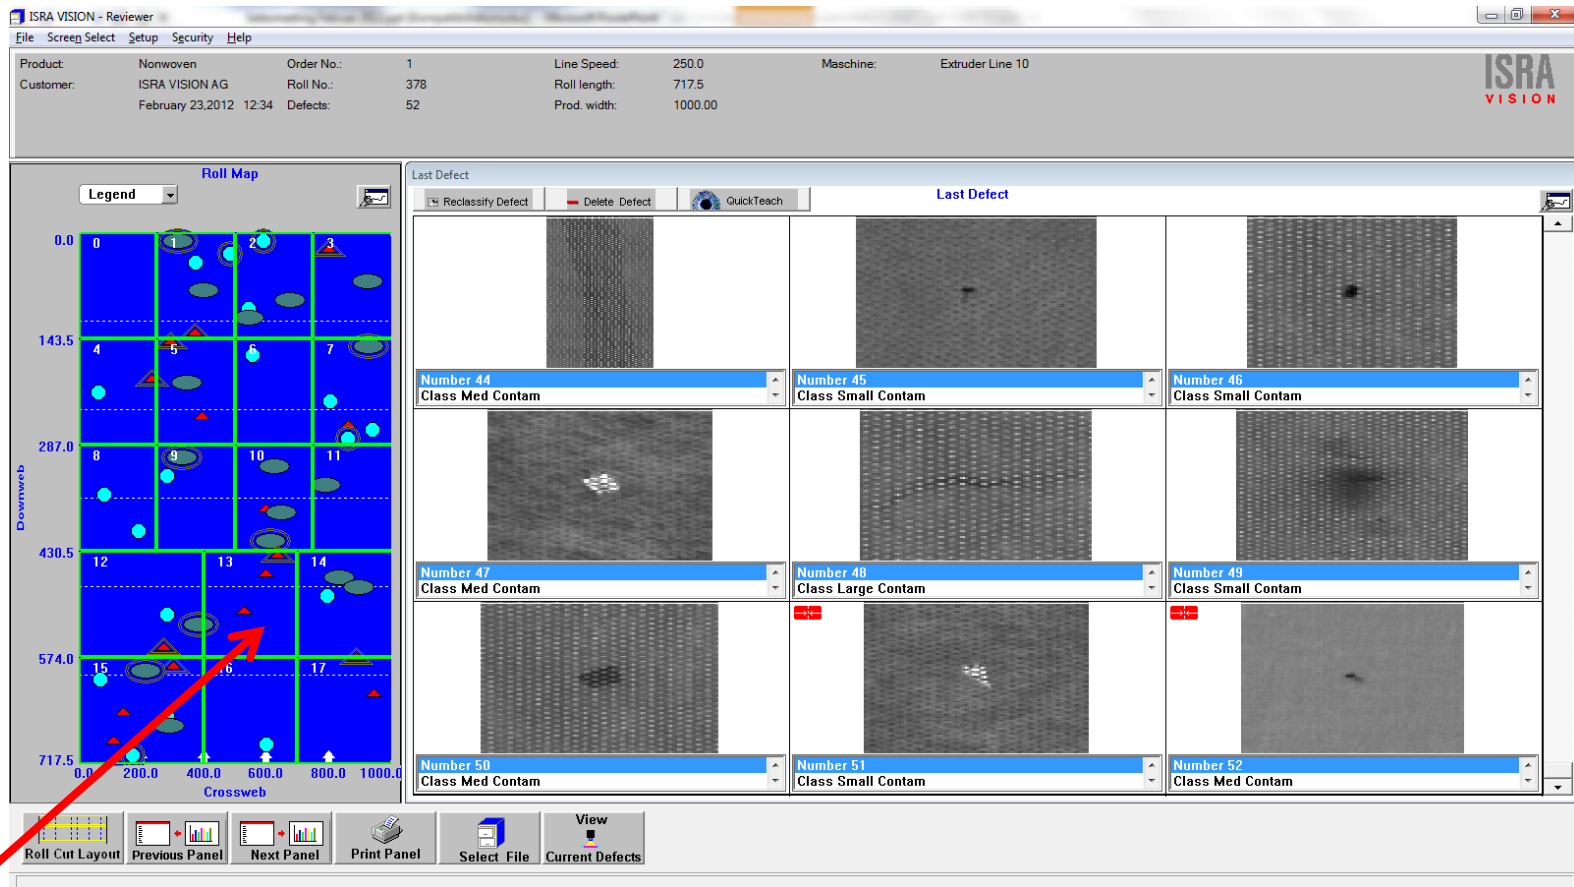 ISRA VISION - Reviewer
File Screen Select Setup Security Help
Product: Nonwoven Order No.: 1 Line Speed: 250.0 Maschine: Extruder Line 10
Customer: ISRA VISION AG Roll No.: 378 Roll length: 717.5
February 23,2012 12:34 Defects: 52 Prod. width: 1000.00
ISRA
VISION
Roll Map
Legend
0.0
143.5
287.0
430.5
574.0
717.5
Downweb
0 1 2 3
4 5 6 7
8 9 10 11
12 13 14
15 16 17
0.0 200.0 400.0 600.0 800.0 1000.0
Crossweb
Last Defect
Reclassify Defect Delete Defect QuickTeach Last Defect
Number 44
Class Med Contam
Number 45
Class Small Contam
Number 46
Class Small Contam
Number 47
Class Med Contam
Number 48
Class Large Contam
Number 49
Class Small Contam
Number 50
Class Med Contam
Number 51
Class Small Contam
Number 52
Class Med Contam
Roll Cut Layout
Previous Panel
Next Panel
Print Panel
Select File
View
Current Defects